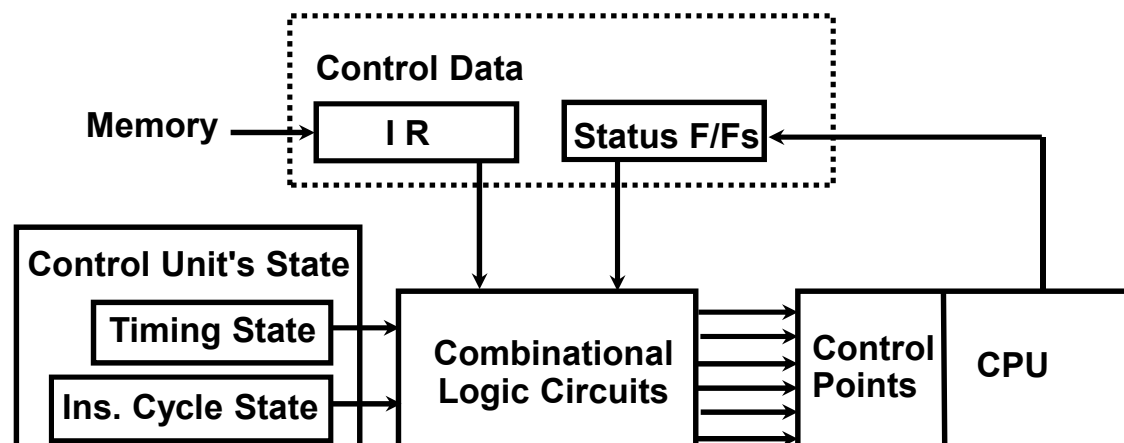 Control Data
Memory
I R
Status F/Fs
Control Unit's State
Timing State
Ins. Cycle State
Combinational
Logic Circuits
Control
Points
CPU